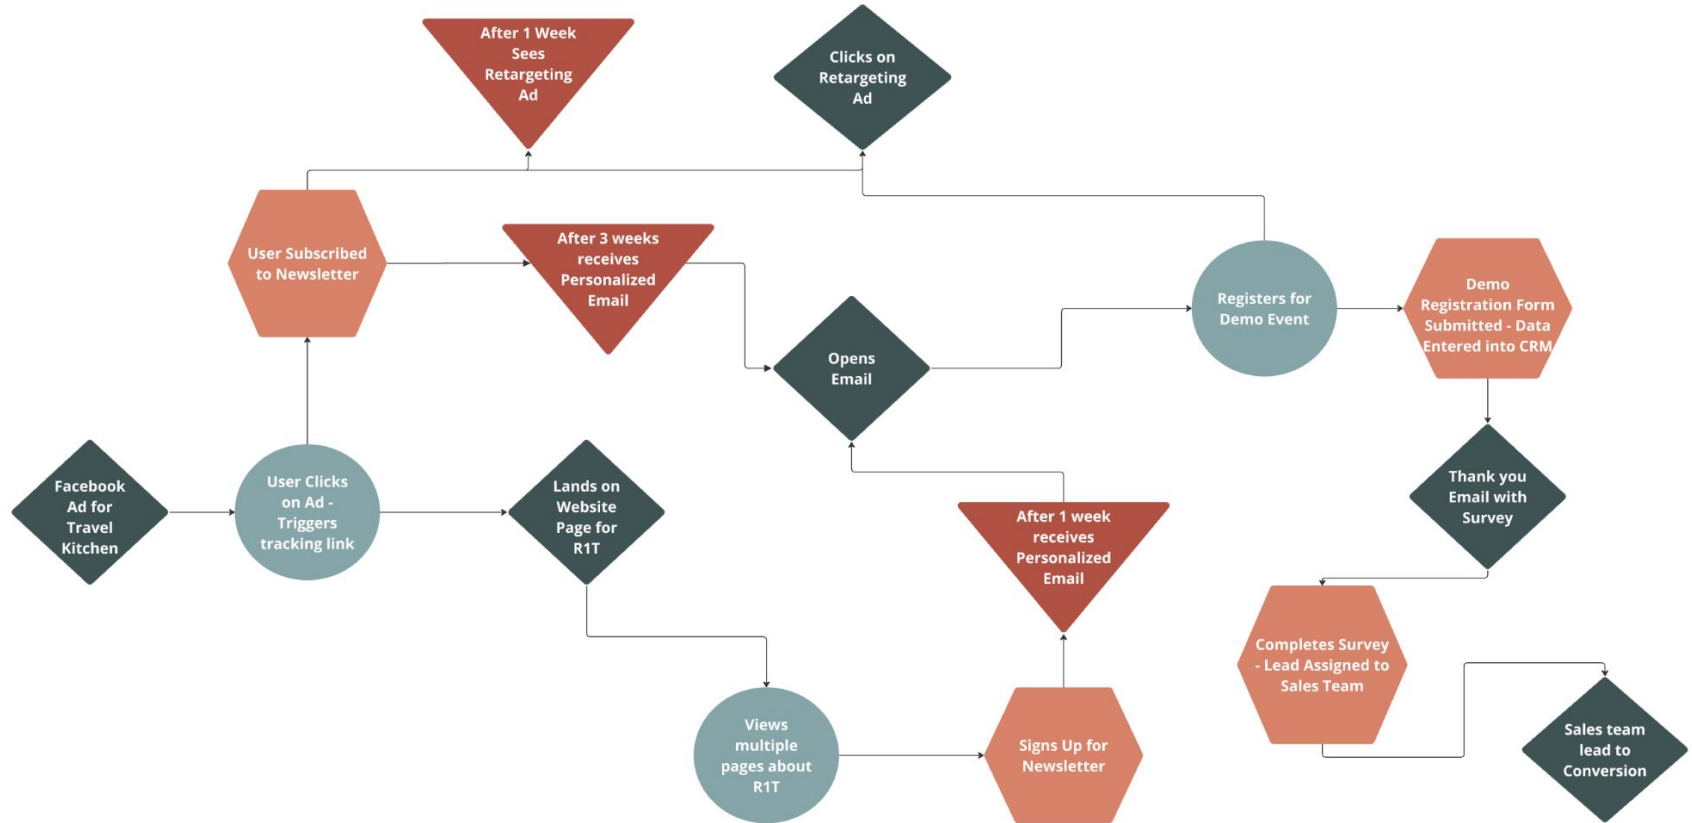 After 1 Week
Sees
Retargeting
Ad
Clicks on
Retargeting
Ad
User Subscribed
to Newsletter
After 3 weeks
receives
Personalized
Email
Opens
Email
Registers for
Demo Event
Demo
Registration Form
Submitted - Data
Entered into CRM
Facebook
Ad for
Travel
Kitchen
User Clicks
on Ad -
Triggers
tracking link
Lands on
Website
Page for
R1T
After 1 week
receives
Personalized
Email
Thank you
Email with
Survey
Views
multiple
pages about
R1T
Signs Up for
Newsletter
Completes Survey
- Lead Assigned to
Sales Team
Sales team
lead to
Conversion